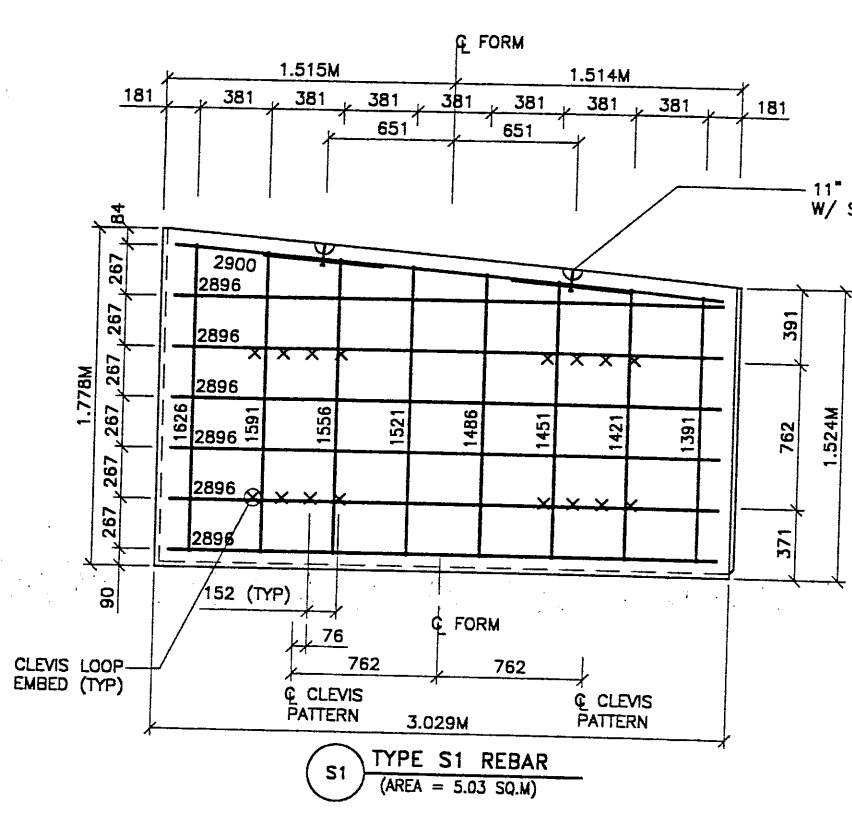 ℄ FORM
1.515M 1.514M
181 381 381 381 381 381 381 381 181
651 651
11"
W/ S
84
267
267
267
267
267
267
90
1.778M
2900
2896
2896
2896
2896
2896
2896
1626 1591 1556 1521 1486 1451 1421 1391
391
762
371
1.524M
152 (TYP)
76
℄ FORM
762 762
CLEVIS LOOP
EMBED (TYP)
℄ CLEVIS
PATTERN
℄ CLEVIS
PATTERN
3.029M
S1
TYPE S1 REBAR
(AREA = 5.03 SQ.M)